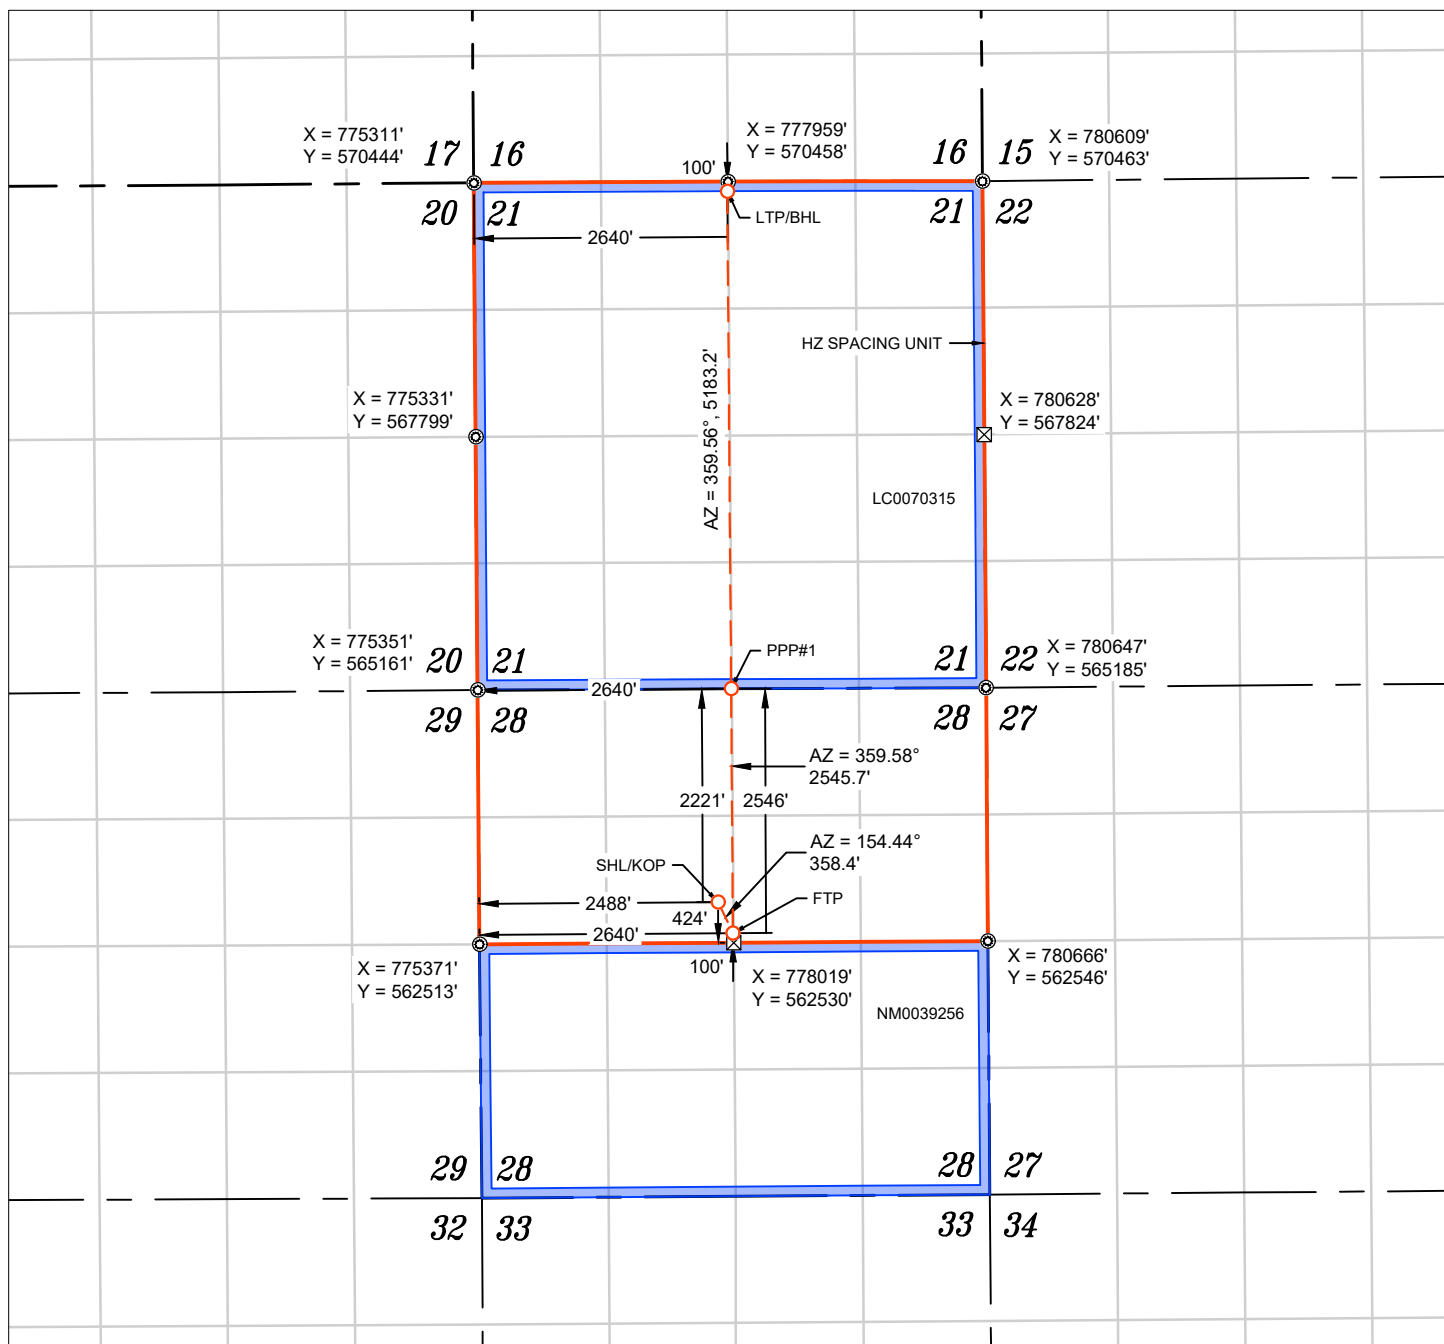 X = 775311'
Y = 570444'
17 16
X = 777959'
Y = 570458'
100'
16 15
X = 780609'
Y = 570463'
20 21
LTP/BHL
21 22
2640'
HZ SPACING UNIT
AZ = 359.56°, 5183.2'
X = 775331'
Y = 567799'
X = 780628'
Y = 567824'
LC0070315
X = 775351'
Y = 565161'
20 21
PPP#1
21 22
X = 780647'
Y = 565185'
2640'
29 28
28 27
AZ = 359.58°
2545.7'
2221'
2546'
AZ = 154.44°
358.4'
SHL/KOP
FTP
2488'
424'
2640'
100'
X = 775371'
Y = 562513'
X = 778019'
Y = 562530'
X = 780666'
Y = 562546'
NM0039256
29 28
28 27
32 33
33 34